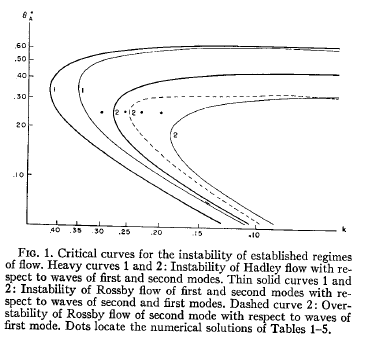 θ*A
.60
.50
.40
.30
.20
.10
1 1 2 2 2
.40 .35 .30 .25 .20 .10 k
FIG. 1. Critical curves for the instability of established regimes
of flow. Heavy curves 1 and 2: Instability of Hadley flow with re-
spect to waves of first and second modes. Thin solid curves 1 and
2: Instability of Rossby flow of first and second modes with re-
spect to waves of second and first modes. Dashed curve 2: Over-
stability of Rossby flow of second mode with respect to waves of
first mode. Dots locate the numerical solutions of Tables 1–5.